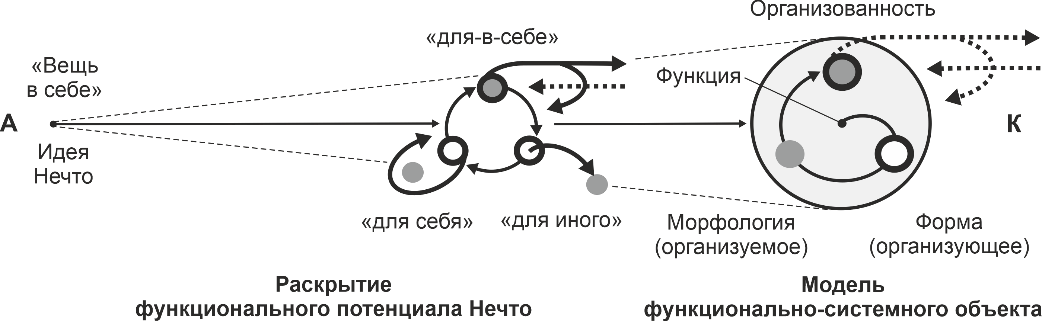 Организованность
«для-в-себе»
«Вещь
в себе»
Функция
А
К
Идея
Нечто
«для себя»
«для иного»
Морфология
(организуемое)
Форма
(организующее)
Раскрытие
функционального потенциала Нечто
Модель
функционально-системного объекта